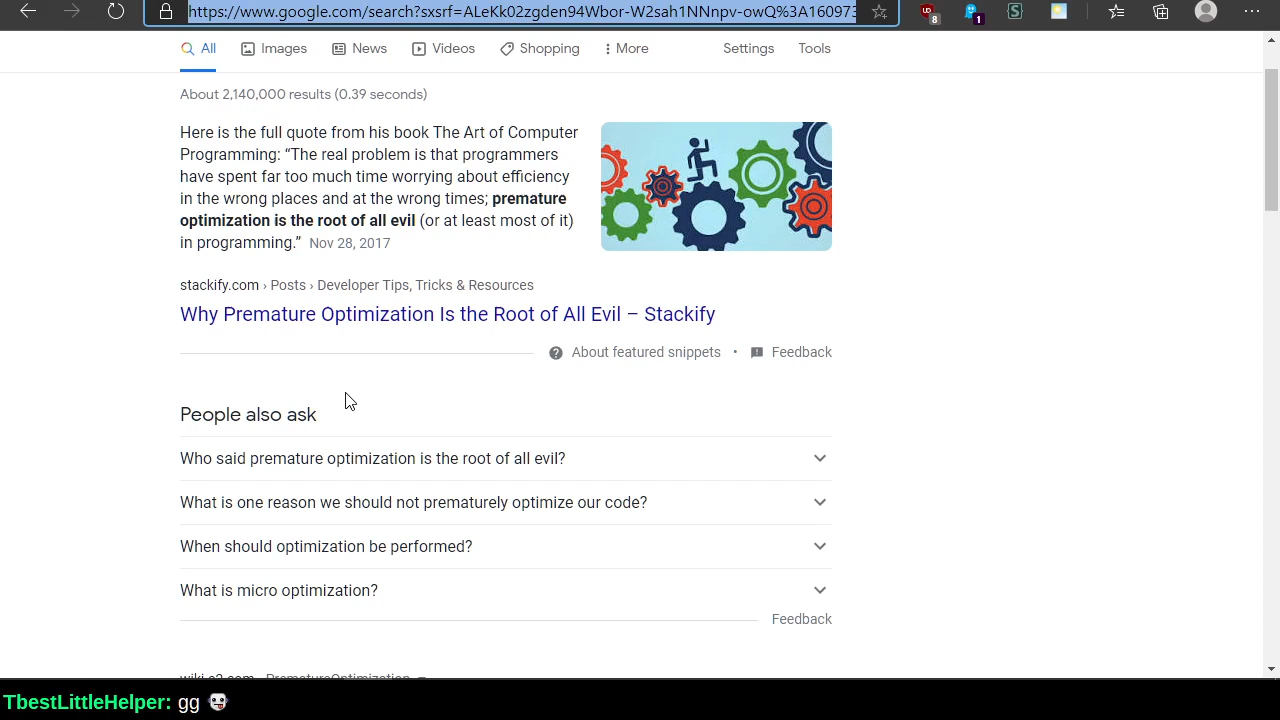 https://www.google.com/search?sxsrf=ALeKk02zgden94Wbor-W2sah1NNnpv-owQ%3A160973
8
1
All
Images
News
Videos
Shopping
More
Settings
Tools
About 2,140,000 results (0.39 seconds)
Here is the full quote from his book The Art of Computer
Programming: “The real problem is that programmers
have spent far too much time worrying about efficiency
in the wrong places and at the wrong times; premature
optimization is the root of all evil (or at least most of it)
in programming.” Nov 28, 2017
stackify.com › Posts › Developer Tips, Tricks & Resources
Why Premature Optimization Is the Root of All Evil – Stackify
About featured snippets • Feedback
People also ask
Who said premature optimization is the root of all evil?
What is one reason we should not prematurely optimize our code?
When should optimization be performed?
What is micro optimization?
Feedback
TbestLittleHelper: gg